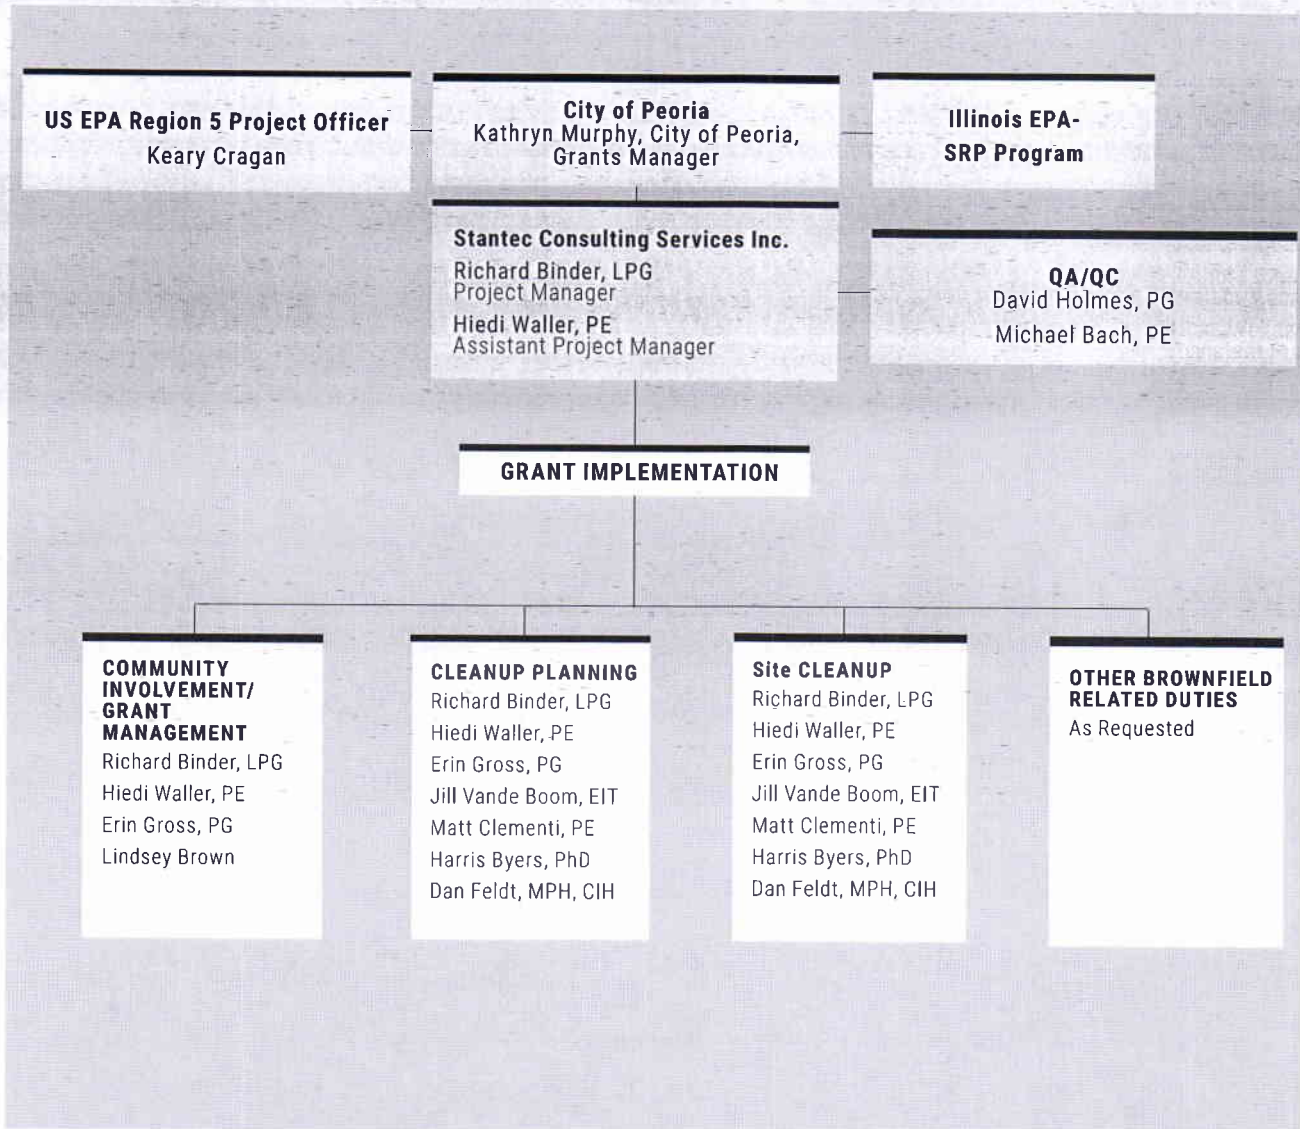 US EPA Region 5 Project Officer
Keary Cragan
City of Peoria
Kathryn Murphy, City of Peoria,
Grants Manager
Illinois EPA-
SRP Program
Stantec Consulting Services Inc.
Richard Binder, LPG
Project Manager
Hiedi Waller, PE
Assistant Project Manager
QA/QC
David Holmes, PG
Michael Bach, PE
GRANT IMPLEMENTATION
COMMUNITY
INVOLVEMENT/
GRANT
MANAGEMENT
Richard Binder, LPG
Hiedi Waller, PE
Erin Gross, PG
Lindsey Brown
CLEANUP PLANNING
Richard Binder, LPG
Hiedi Waller, PE
Erin Gross, PG
Jill Vande Boom, EIT
Matt Clementi, PE
Harris Byers, PhD
Dan Feldt, MPH, CIH
Site CLEANUP
Richard Binder, LPG
Hiedi Waller, PE
Erin Gross, PG
Jill Vande Boom, EIT
Matt Clementi, PE
Harris Byers, PhD
Dan Feldt, MPH, CIH
OTHER BROWNFIELD
RELATED DUTIES
As Requested